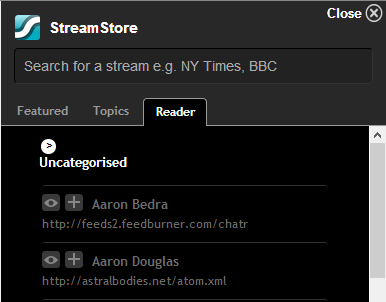 Close
StreamStore
Search for a stream e.g. NY Times, BBC
Featured Topics Reader
>
Uncategorised
Aaron Bedra
http://feeds2.feedburner.com/chatr
Aaron Douglas
http://astralbodies.net/atom.xml